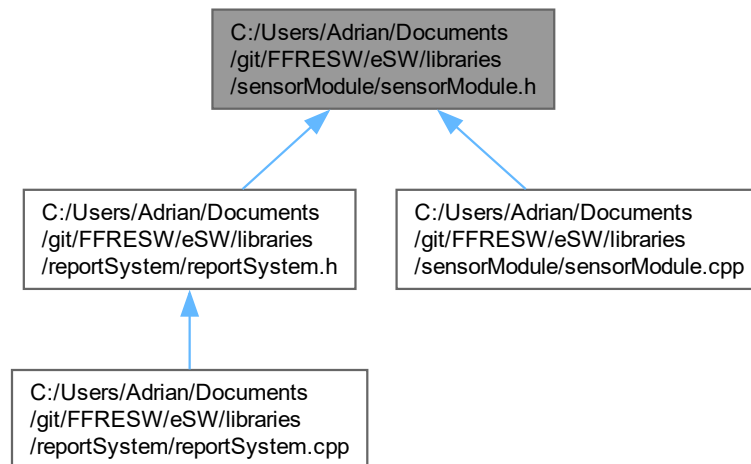 C:/Users/Adrian/Documents
/git/FFRESW/eSW/libraries
/sensorModule/sensorModule.h
C:/Users/Adrian/Documents
/git/FFRESW/eSW/libraries
/reportSystem/reportSystem.h
C:/Users/Adrian/Documents
/git/FFRESW/eSW/libraries
/sensorModule/sensorModule.cpp
C:/Users/Adrian/Documents
/git/FFRESW/eSW/libraries
/reportSystem/reportSystem.cpp